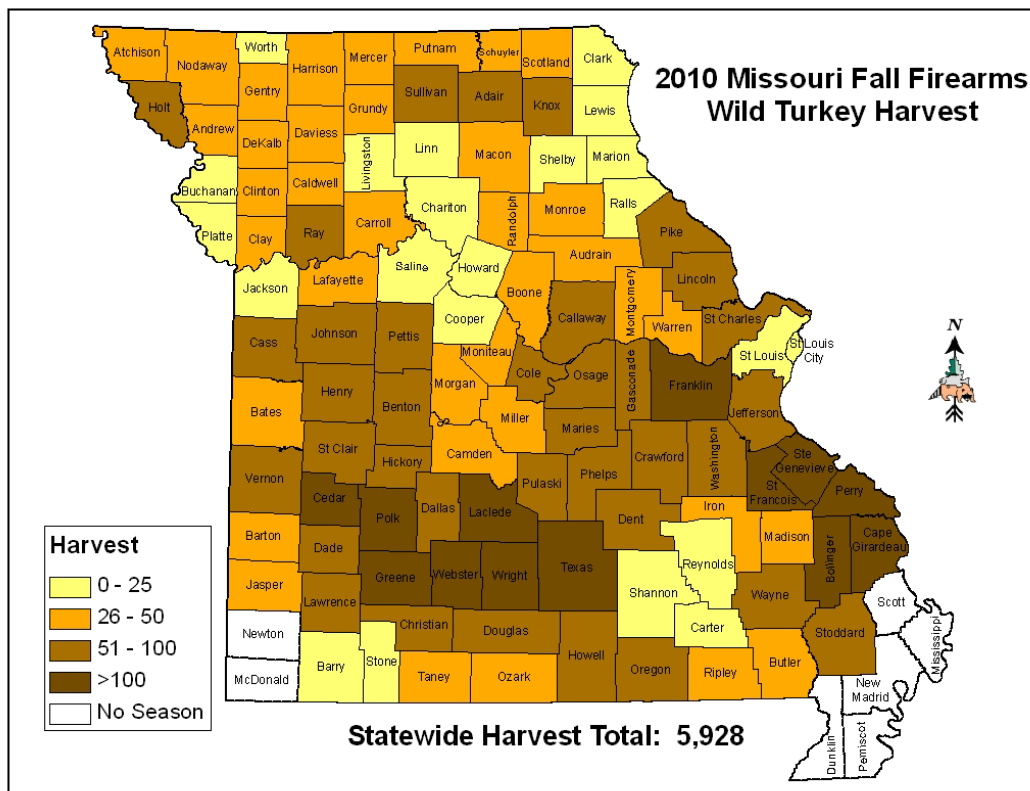 2010 Missouri Fall Firearms
Wild Turkey Harvest
Atchison
Nodaway
Worth
Harrison
Mercer
Putnam
Schuyler
Scotland
Clark
Holt
Gentry
Sullivan
Adair
Knox
Lewis
Andrew
DeKalb
Daviess
Grundy
Livingston
Linn
Macon
Shelby
Marion
Buchanan
Clinton
Caldwell
Chariton
Randolph
Monroe
Ralls
Platte
Clay
Ray
Carroll
Pike
Audrain
Saline
Howard
Jackson
Lafayette
Boone
Lincoln
Cooper
Callaway
Montgomery
Warren
St Charles
Cass
Johnson
Pettis
Moniteau
St Louis
St Louis
City
N
Cole
Osage
Gasconade
Franklin
Morgan
Henry
Benton
Jefferson
Bates
Miller
Maries
St Clair
Camden
Crawford
Washington
Hickory
Ste
Genevieve
Vernon
Pulaski
Phelps
St
Francois
Perry
Cedar
Polk
Dallas
Laclede
Dent
Iron
Madison
Cape
Girardeau
Barton
Dade
Greene
Webster
Wright
Texas
Reynolds
Bollinger
Jasper
Shannon
Wayne
Scott
Lawrence
Christian
Douglas
Carter
Stoddard
Mississippi
Newton
Barry
Stone
Howell
Oregon
Ripley
Butler
McDonald
Taney
Ozark
New
Madrid
Dunklin
Pemiscot
Harvest
0 - 25
26 - 50
51 - 100
>100
No Season
Statewide Harvest Total: 5,928